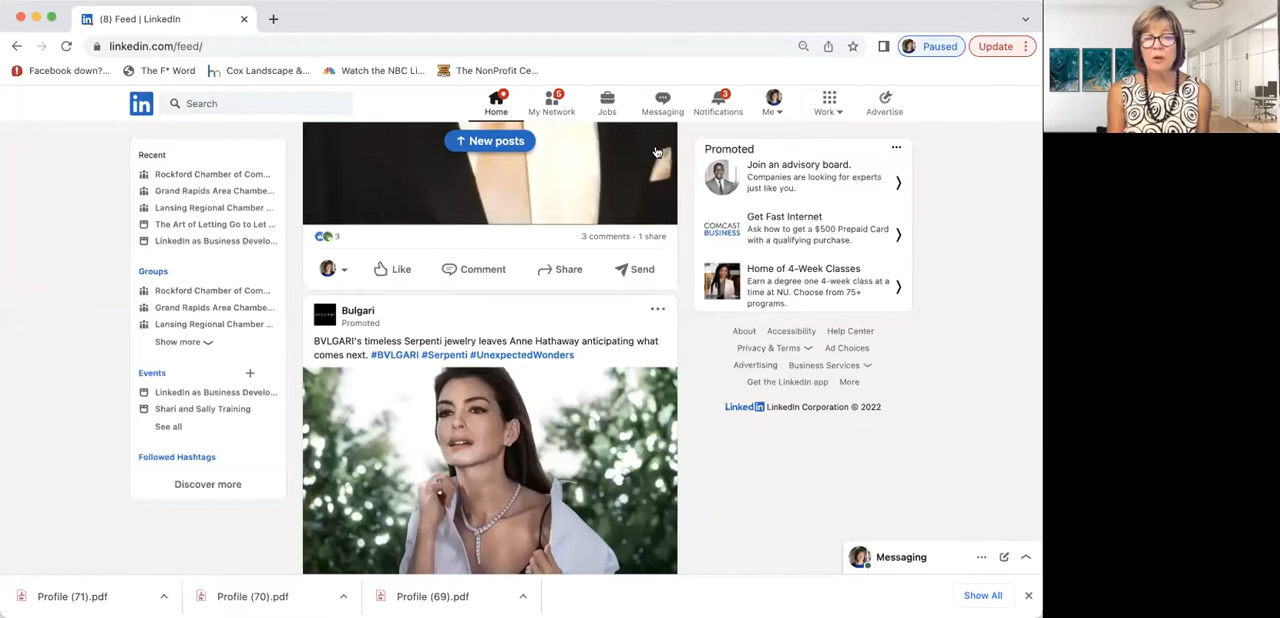 (8) Feed | LinkedIn
linkedin.com/feed/
Paused
Update
Facebook down?...
The F* Word
Cox Landscape &...
Watch the NBC Li...
The NonProfit Ce...
in
Search
Home
5
My Network
Jobs
Messaging
3
Notifications
Me
Work
Advertise
Recent
Rockford Chamber of Com...
Grand Rapids Area Chambe...
Lansing Regional Chamber ...
The Art of Letting Go to Let ...
LinkedIn as Business Develo...
Groups
Rockford Chamber of Com...
Grand Rapids Area Chambe...
Lansing Regional Chamber ...
Show more
Events
LinkedIn as Business Develo...
Shari and Sally Training
See all
Followed Hashtags
Discover more
↑ New posts
3
3 comments · 1 share
Like
Comment
Share
Send
BVLGARI
Bulgari
Promoted
BVLGARI's timeless Serpenti jewelry leaves Anne Hathaway anticipating what
comes next. #BVLGARI #Serpenti #UnexpectedWonders
Promoted
Join an advisory board.
Companies are looking for experts
just like you.
COMCAST
BUSINESS
Get Fast Internet
Ask how to get a $500 Prepaid Card
with a qualifying purchase.
Home of 4-Week Classes
Earn a degree one 4-week class at a
time at NU. Choose from 75+
programs.
About
Accessibility
Help Center
Privacy & Terms
Ad Choices
Advertising
Business Services
Get the LinkedIn app
More
LinkedIn LinkedIn Corporation © 2022
Messaging
Profile (71).pdf
Profile (70).pdf
Profile (69).pdf
Show All